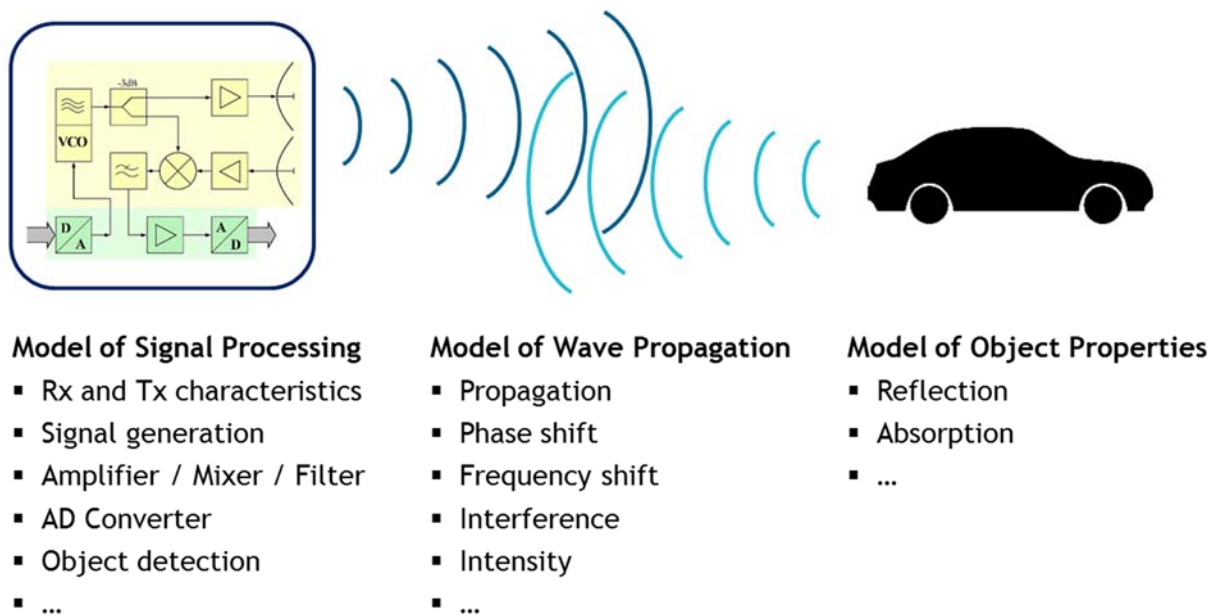 -3dB
VCO
D
A
A
D
Model of Signal Processing
▪ Rx and Tx characteristics
▪ Signal generation
▪ Amplifier / Mixer / Filter
▪ AD Converter
▪ Object detection
▪ ...
Model of Wave Propagation
▪ Propagation
▪ Phase shift
▪ Frequency shift
▪ Interference
▪ Intensity
▪ ...
Model of Object Properties
▪ Reflection
▪ Absorption
▪ ...